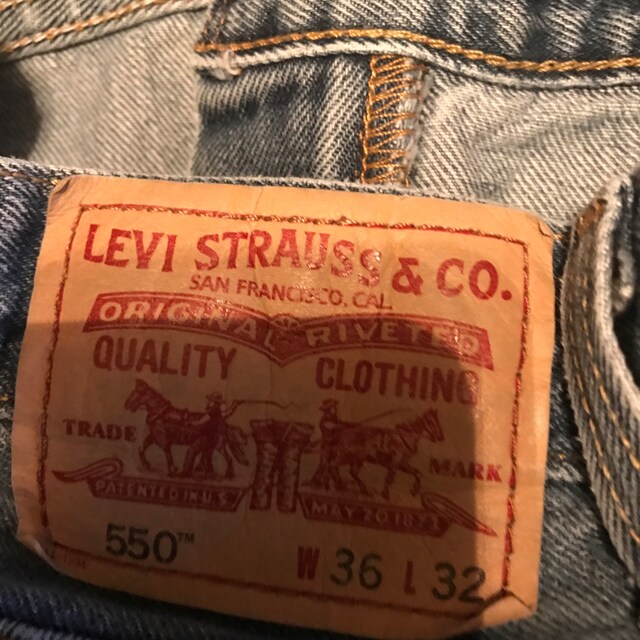 LEVI STRAUSS & CO.
SAN FRANCISCO, CAL.
ORIGINAL RIVETED
QUALITY CLOTHING
TRADE MARK
PATENTED IN U.S. MAY 20 1873
550™ W 36 L 32